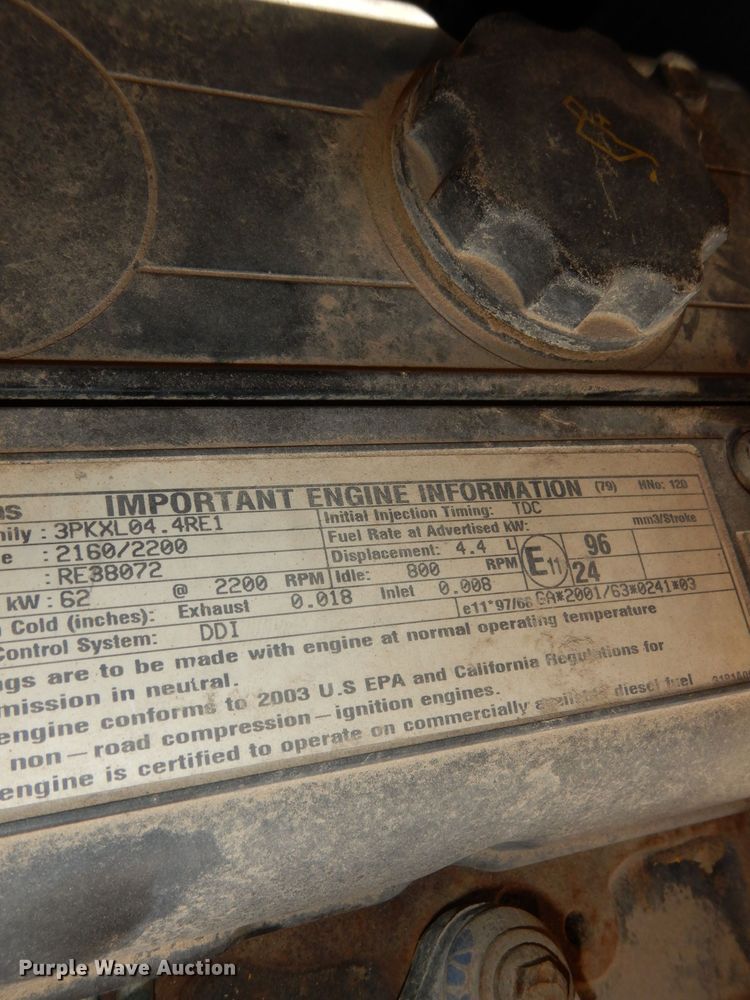 IMPORTANT ENGINE INFORMATION (79) HNo: 120
: 3PKXL04.4RE1 Initial Injection Timing: TDC
: 2160/2200 Fuel Rate at Advertised kW: mm3/Stroke
: RE38072 Displacement: 4.4 L E11 96
kW : 62 @ 2200 RPM Idle: 800 RPM 24
Cold (inches): Exhaust 0.018 Inlet 0.008 e11*97/68 GA*2001/63*0241*03
Control System: DDI
are to be made with engine at normal operating temperature
in neutral.
engine conforms to 2003 U.S EPA and California Regulations for
non-road compression-ignition engines.
engine is certified to operate on commercially available diesel fuel
Purple Wave Auction